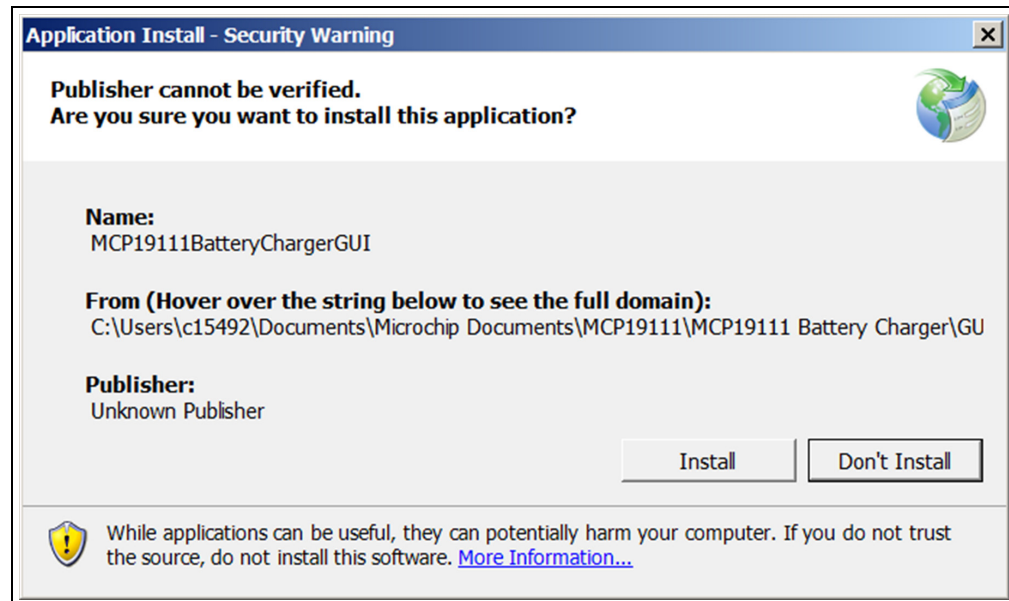 Application Install - Security Warning
Publisher cannot be verified.
Are you sure you want to install this application?
Name:
MCP19111BatteryChargerGUI
From (Hover over the string below to see the full domain):
C:\Users\c15492\Documents\Microchip Documents\MCP19111\MCP19111 Battery Charger\GU
Publisher:
Unknown Publisher
Install Don't Install
While applications can be useful, they can potentially harm your computer. If you do not trust
the source, do not install this software. More Information...